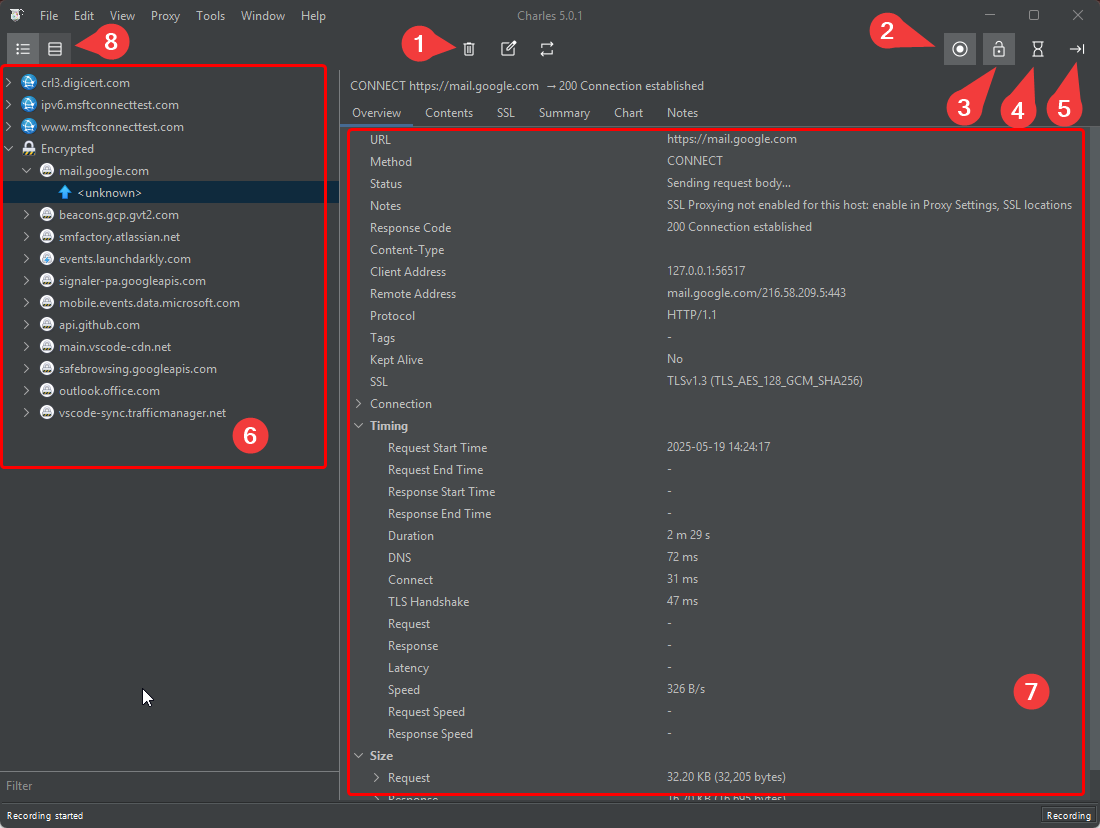 File Edit View Proxy Tools Window Help
Charles 5.0.1
8
1
2
3
4
5
crl3.digicert.com
ipv6.msftconnecttest.com
www.msftconnecttest.com
Encrypted
mail.google.com
<unknown>
beacons.gcp.gvt2.com
smfactory.atlassian.net
events.launchdarkly.com
signaler-pa.googleapis.com
mobile.events.data.microsoft.com
api.github.com
main.vscode-cdn.net
safebrowsing.googleapis.com
outlook.office.com
vscode-sync.trafficmanager.net
6
Filter
CONNECT https://mail.google.com → 200 Connection established
Overview Contents SSL Summary Chart Notes
URL https://mail.google.com
Method CONNECT
Status Sending request body...
Notes SSL Proxying not enabled for this host: enable in Proxy Settings, SSL locations
Response Code 200 Connection established
Content-Type
Client Address 127.0.0.1:56517
Remote Address mail.google.com/216.58.209.5:443
Protocol HTTP/1.1
Tags -
Kept Alive No
SSL TLSv1.3 (TLS_AES_128_GCM_SHA256)
Connection
Timing
Request Start Time 2025-05-19 14:24:17
Request End Time -
Response Start Time -
Response End Time -
Duration 2 m 29 s
DNS 72 ms
Connect 31 ms
TLS Handshake 47 ms
Request -
Response -
Latency -
Speed 326 B/s
Request Speed -
Response Speed -
7
Size
Request 32.20 KB (32,205 bytes)
Response 16.70 KB (16,695 bytes)
Recording started
Recording